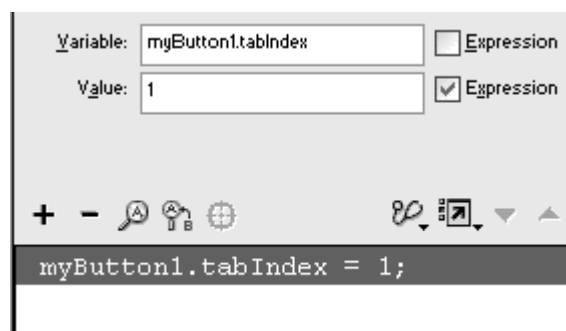 Variable: myButton1.tabIndex Expression
Value: 1 Expression
myButton1.tabIndex = 1;